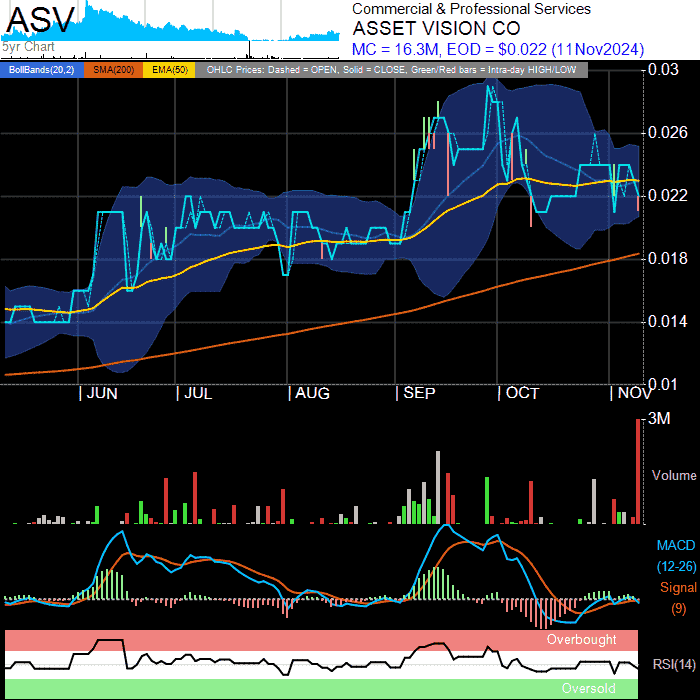 ASV
5yr Chart
Commercial & Professional Services
ASSET VISION CO
MC = 16.3M, EOD = $0.022 (11Nov2024)
BollBands(20,2) SMA(200) EMA(50) OHLC Prices: Dashed = OPEN, Solid = CLOSE, Green/Red bars = Intra-day HIGH/LOW
0.03
0.026
0.022
0.018
0.014
0.01
JUN JUL AUG SEP OCT NOV
3M
Volume
MACD
(12-26)
Signal
(9)
Overbought
RSI(14)
Oversold